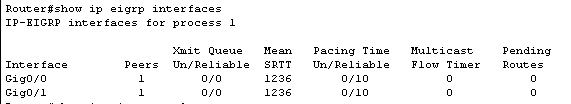 Router#show ip eigrp interfaces
IP-EIGRP interfaces for process 1
Xmit Queue Mean Pacing Time Multicast Pending
Interface Peers Un/Reliable SRTT Un/Reliable Flow Timer Routes
Gig0/0 1 0/0 1236 0/10 0 0
Gig0/1 1 0/0 1236 0/10 0 0